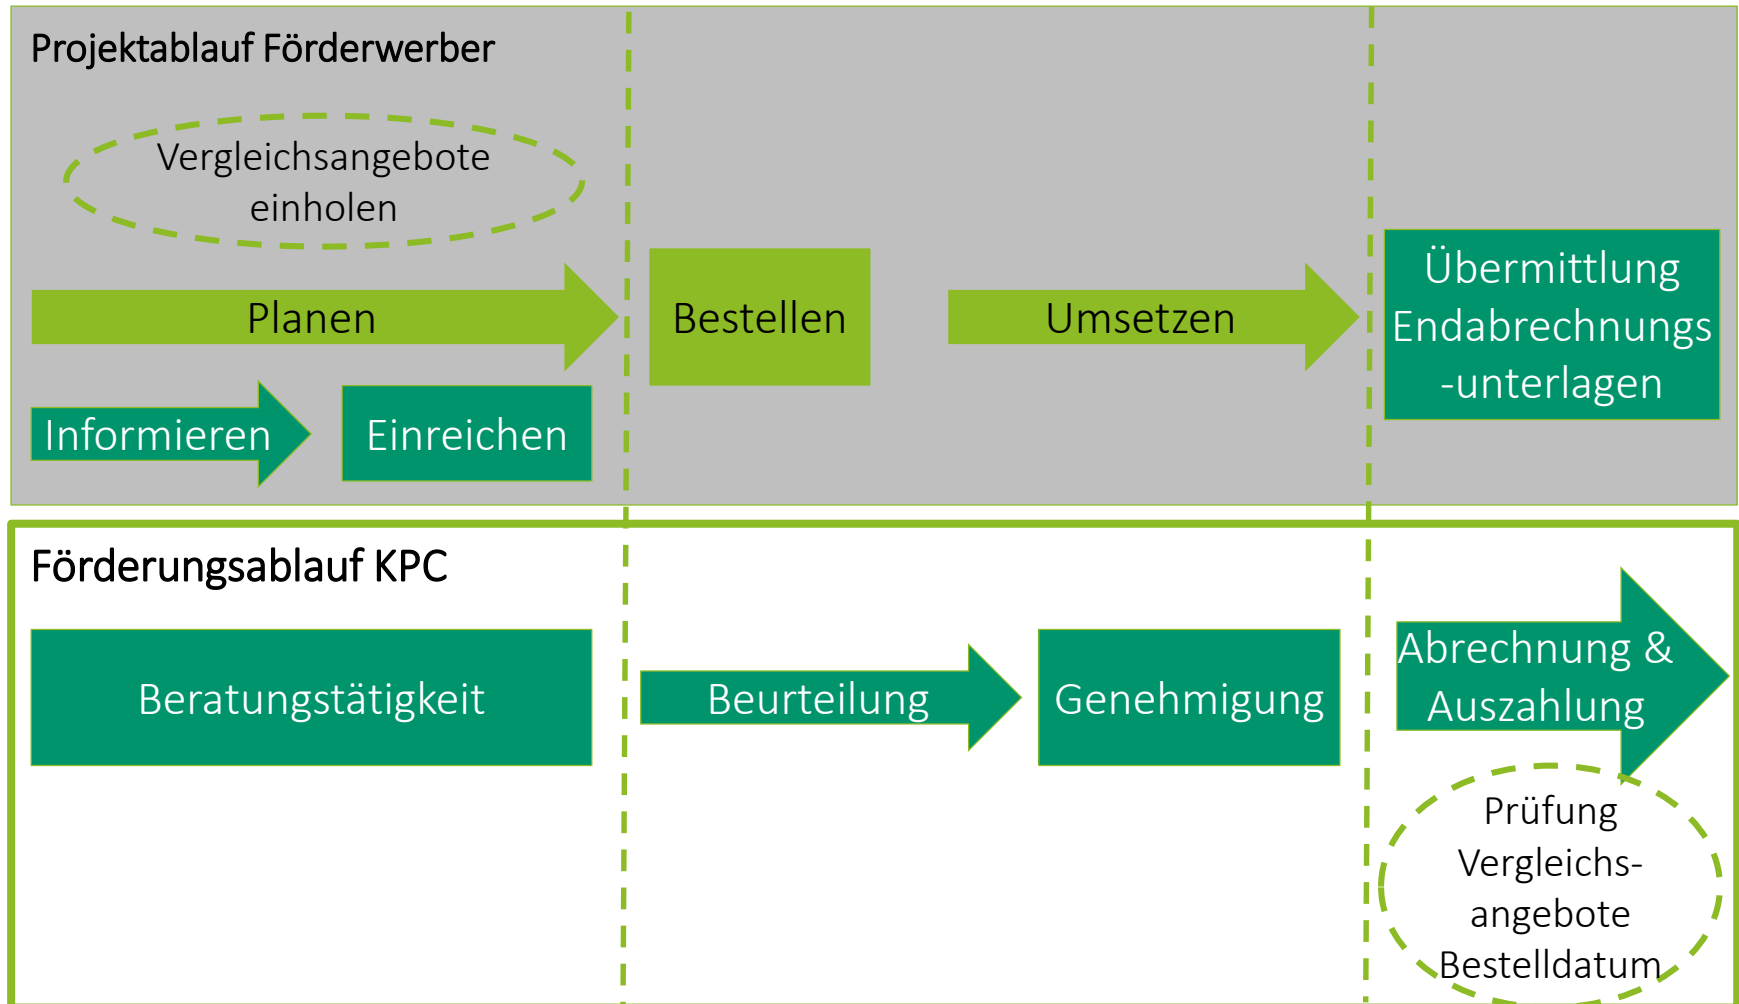 Projektablauf Förderwerber
Vergleichsangebote
einholen
Planen
Bestellen
Umsetzen
Übermittlung
Endabrechnungs
-unterlagen
Informieren
Einreichen
Förderungsablauf KPC
Beratungstätigkeit
Beurteilung
Genehmigung
Abrechnung &
Auszahlung
Prüfung
Vergleichs-
angebote
Bestelldatum